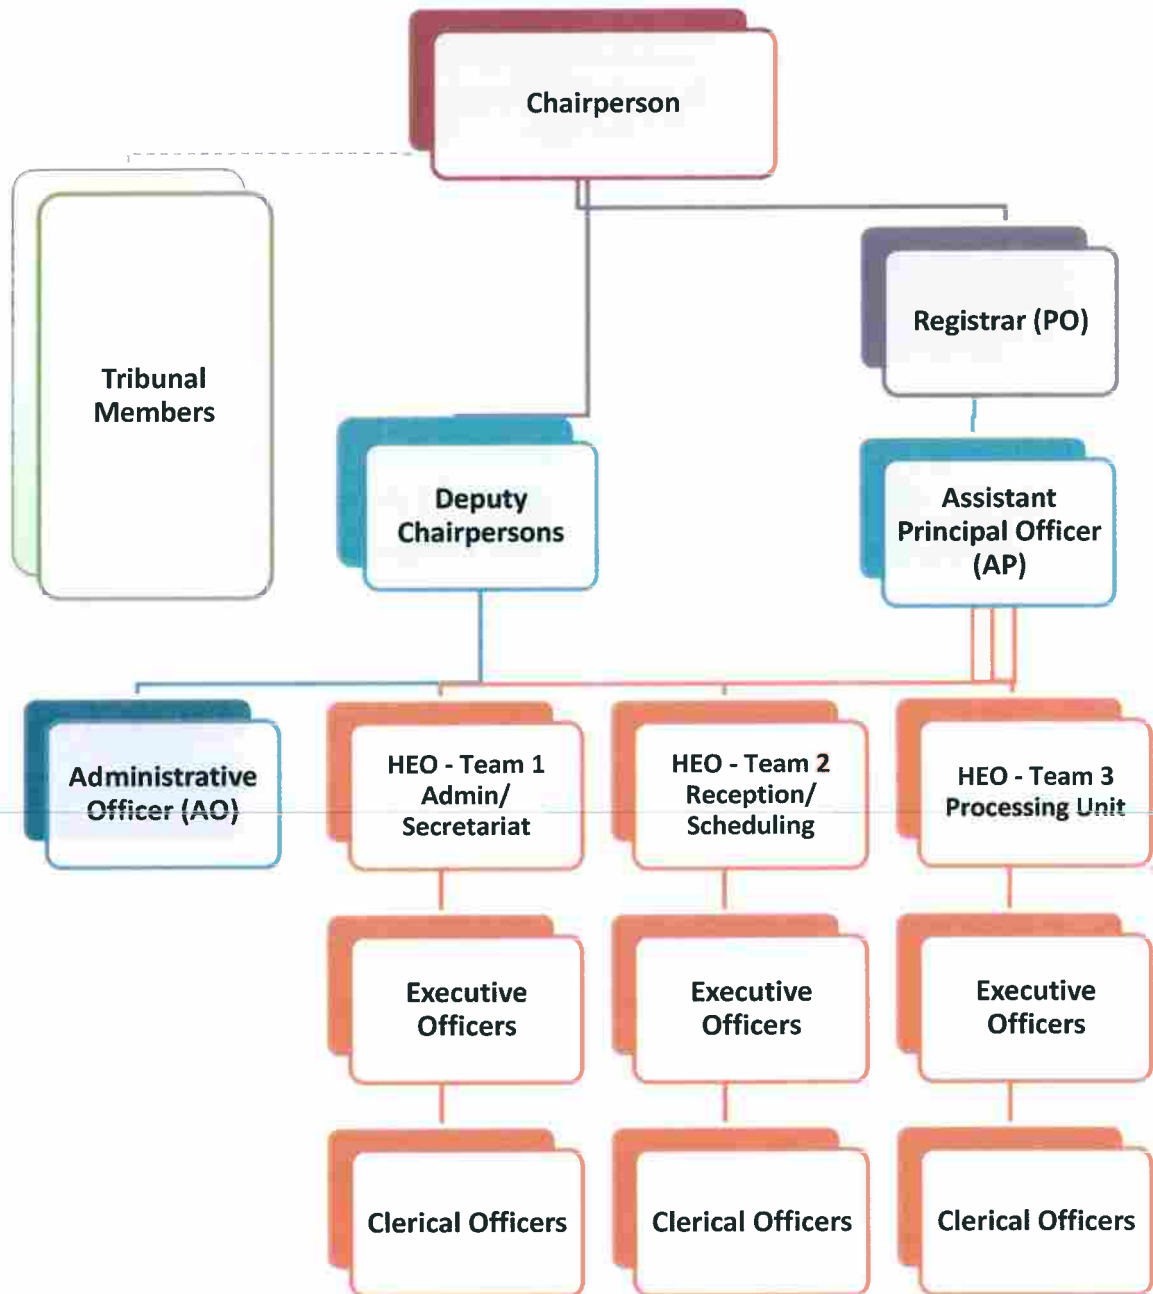 Chairperson
Registrar (PO)
Tribunal
Members
Deputy
Chairpersons
Assistant
Principal Officer
(AP)
Administrative
Officer (AO)
HEO - Team 1
Admin/
Secretariat
HEO - Team 2
Reception/
Scheduling
HEO - Team 3
Processing Unit
Executive
Officers
Executive
Officers
Executive
Officers
Clerical Officers
Clerical Officers
Clerical Officers